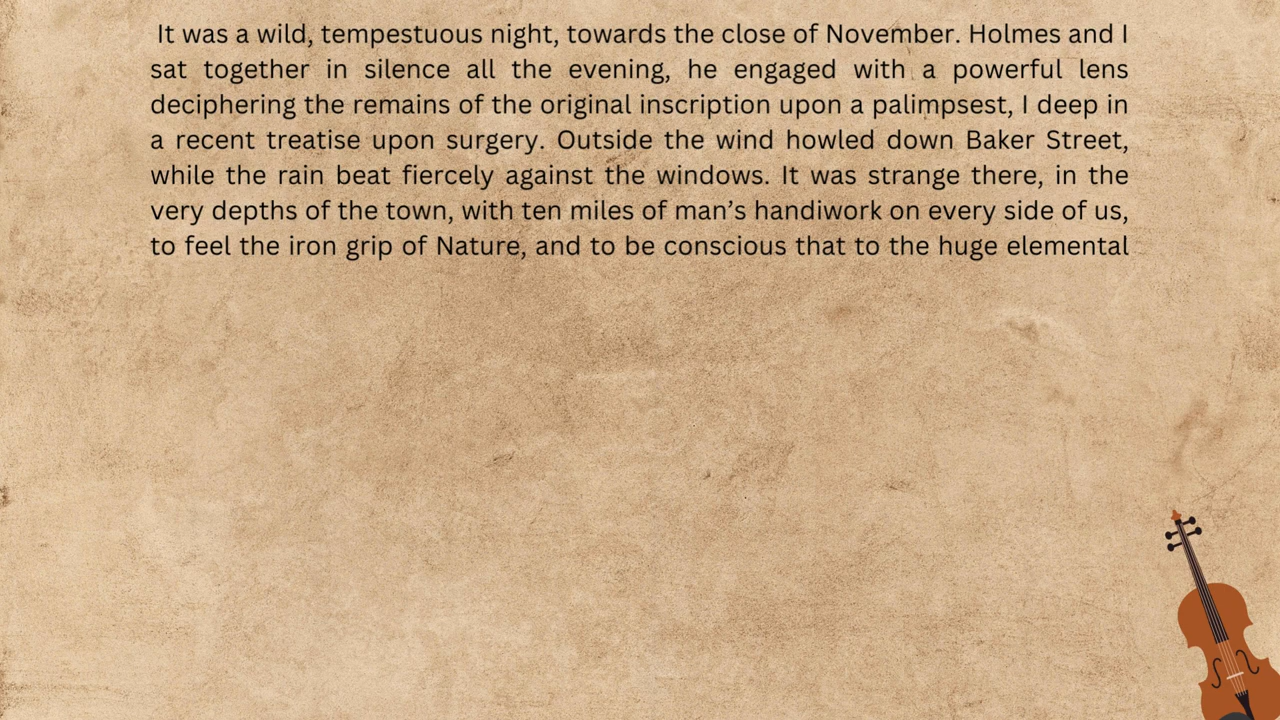 It was a wild, tempestuous night, towards the close of November. Holmes and I
sat together in silence all the evening, he engaged with a powerful lens
deciphering the remains of the original inscription upon a palimpsest, I deep in
a recent treatise upon surgery. Outside the wind howled down Baker Street,
while the rain beat fiercely against the windows. It was strange there, in the
very depths of the town, with ten miles of man’s handiwork on every side of us,
to feel the iron grip of Nature, and to be conscious that to the huge elemental